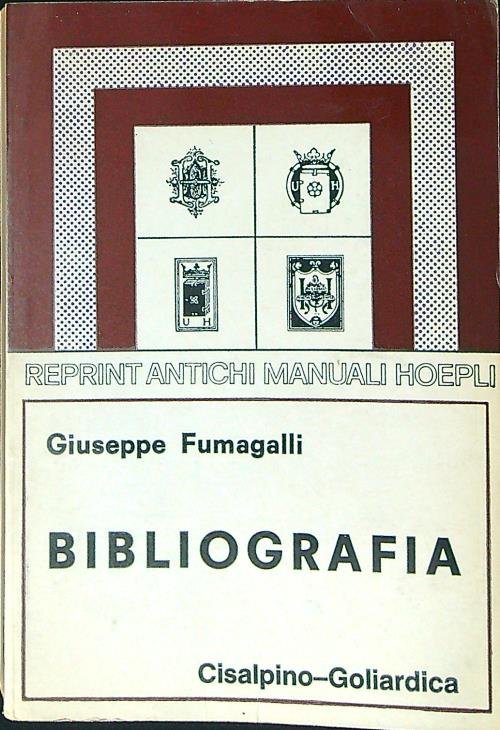 U H
U H
REPRINT ANTICHI MANUALI HOEPLI
Giuseppe Fumagalli
BIBLIOGRAFIA
Cisalpino–Goliardica